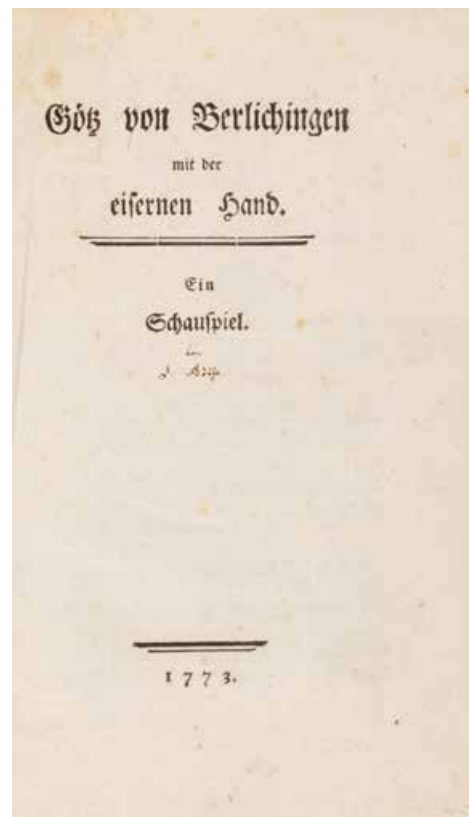 Götz von Berlichingen
mit der
eisernen Hand.
Ein
Schauspiel.
1773.